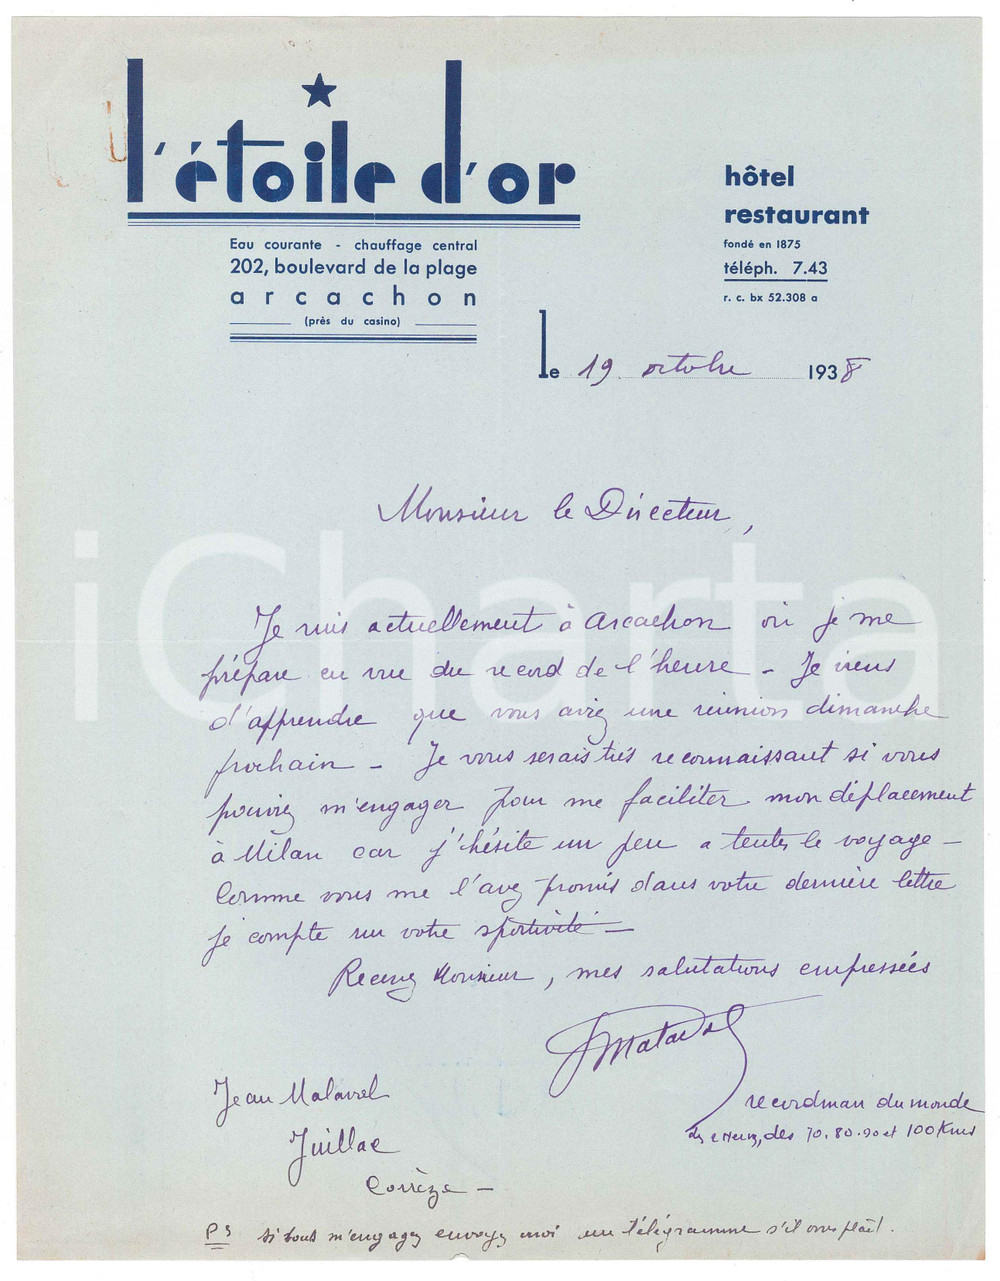 l'étoile d'or
Eau courante - chauffage central
202, boulevard de la plage
arcachon
(près du casino)
hôtel
restaurant
fondé en 1875
téléph. 7.43
r. c. bx 52.308 a
le 19 octobre 1938
Monsieur le Directeur,
Je suis actuellement à Arcachon où je me
prépare en vue du record de l'heure - Je viens
d'apprendre que vous avez une réunion dimanche
prochain - Je vous serais très reconnaissant si vous
pouviez m'engager pour me faciliter mon déplacement
à Milan car j'hésite un peu a tenter le voyage -
Comme vous me l'avez promis dans votre dernière lettre
je compte sur votre sportivité -
Recevez Monsieur, mes salutations empressées
recordman du monde
des 2 heures, des 70. 80. 90 et 100 Kms
Jean
Juillac
Corrèze -
PS si vous m'engagez envoyez moi un télégramme s'il vous plait.
iCharta